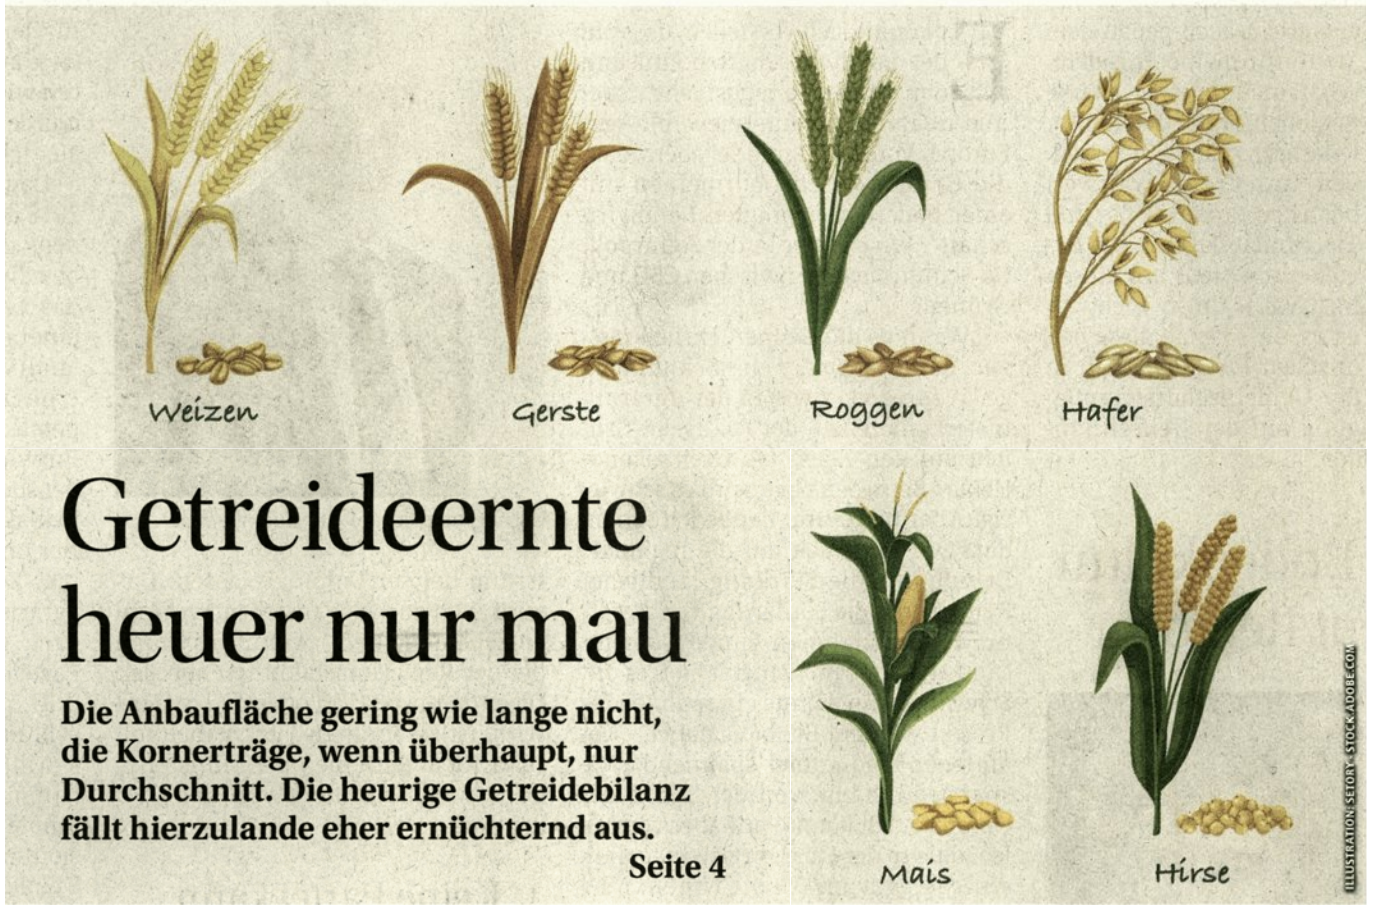 Weizen
Gerste
Roggen
Hafer
Getreideernte
heuer nur mau
Die Anbaufläche gering wie lange nicht,
die Kornerträge, wenn überhaupt, nur
Durchschnitt. Die heurige Getreidebilanz
fällt hierzulande eher ernüchternd aus.
Seite 4
Mais
Hirse
ILLUSTRATION: SETORY - STOCK.ADOBE.COM